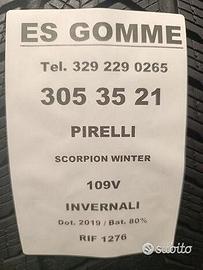 ES GOMME
Tel. 329 229 0265
305 35 21
PIRELLI
SCORPION WINTER
109V
INVERNALI
Dot. 2019 / Bat. 80%
RIF 1276
subito